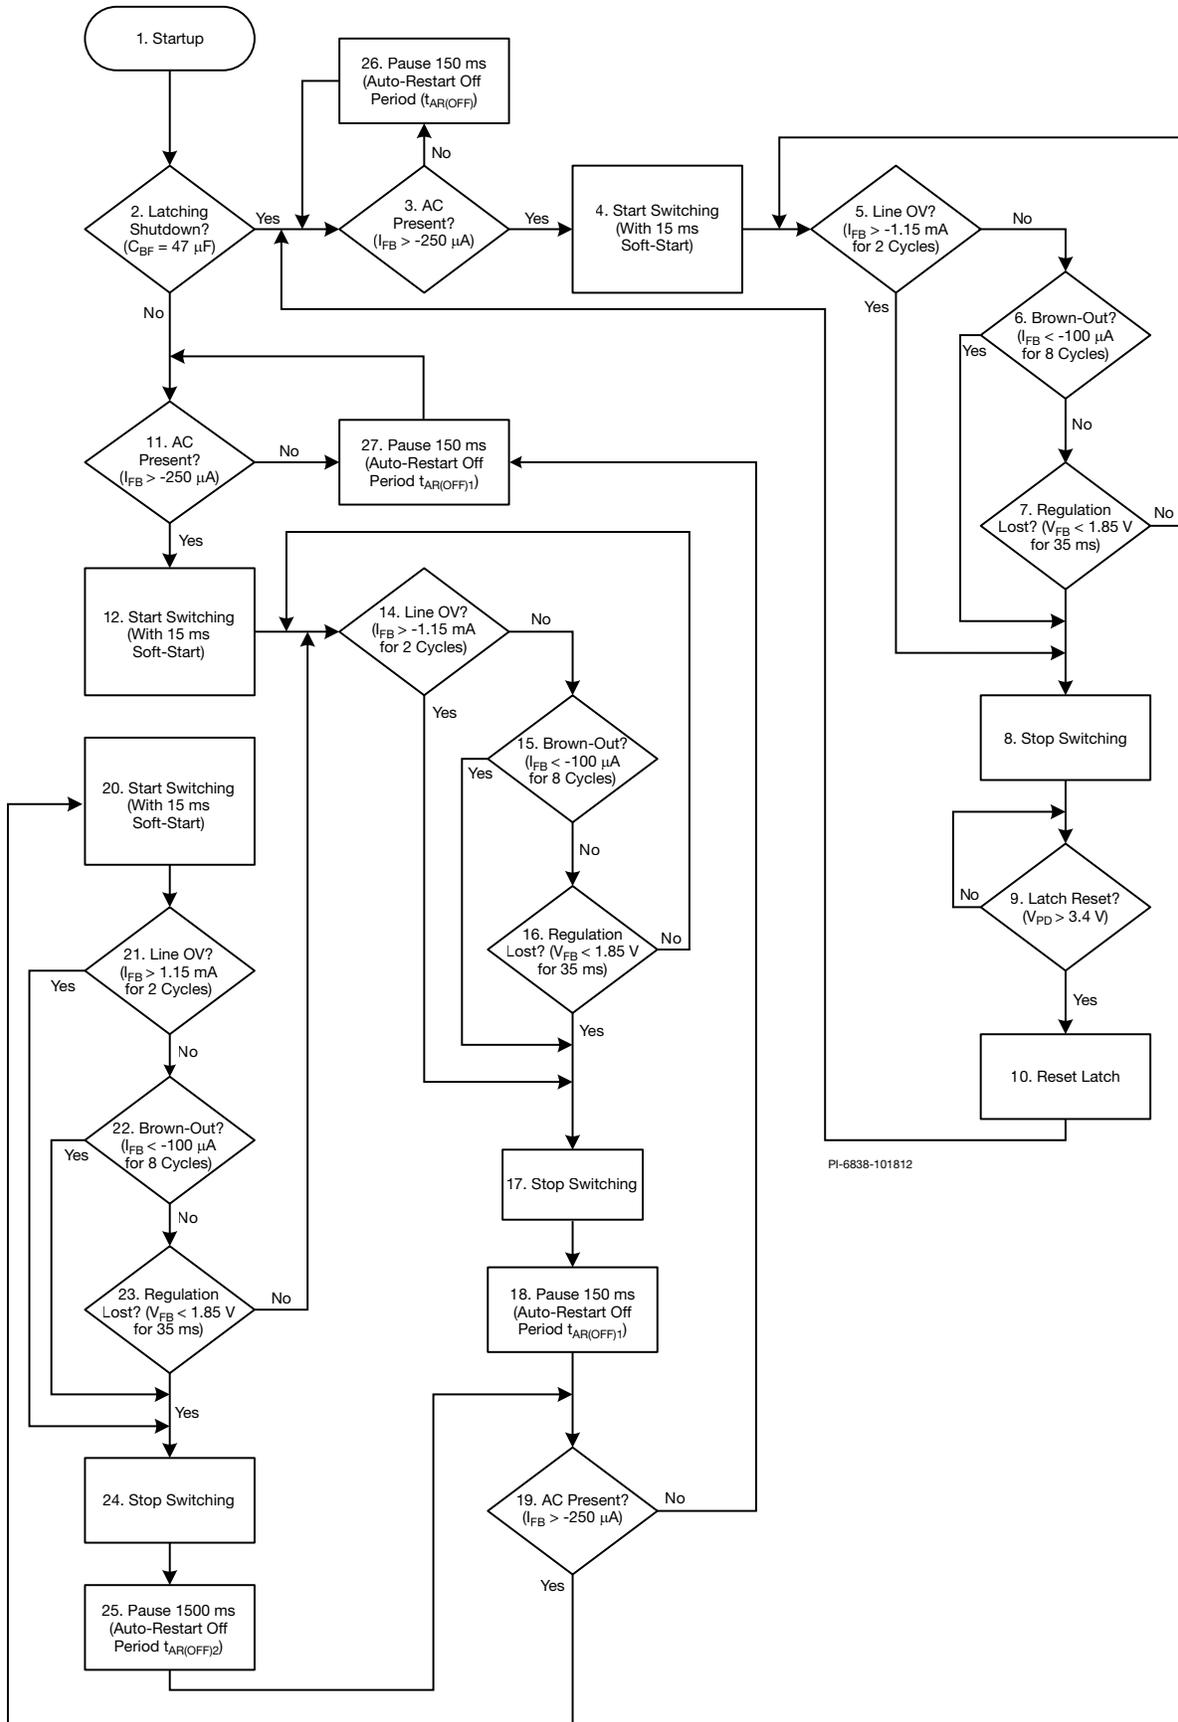 1. Startup
26. Pause 150 ms
(Auto-Restart Off
Period (tAR(OFF))
No
2. Latching
Shutdown?
(CBF = 47 μF)
Yes
No
3. AC
Present?
(IFB > -250 μA)
Yes
4. Start Switching
(With 15 ms
Soft-Start)
5. Line OV?
(IFB > -1.15 mA
for 2 Cycles)
No
Yes
6. Brown-Out?
(IFB < -100 μA
for 8 Cycles)
Yes
No
7. Regulation
Lost? (VFB < 1.85 V
for 35 ms)
No
8. Stop Switching
9. Latch Reset?
(VPD > 3.4 V)
No
Yes
10. Reset Latch
PI-6838-101812
11. AC
Present?
(IFB > -250 μA)
No
Yes
27. Pause 150 ms
(Auto-Restart Off
Period tAR(OFF)1)
12. Start Switching
(With 15 ms
Soft-Start)
14. Line OV?
(IFB > -1.15 mA
for 2 Cycles)
No
Yes
15. Brown-Out?
(IFB < -100 μA
for 8 Cycles)
Yes
No
16. Regulation
Lost? (VFB < 1.85 V
for 35 ms)
No
Yes
17. Stop Switching
18. Pause 150 ms
(Auto-Restart Off
Period tAR(OFF)1)
19. AC Present?
(IFB > -250 μA)
No
Yes
20. Start Switching
(With 15 ms
Soft-Start)
21. Line OV?
(IFB > 1.15 mA
for 2 Cycles)
Yes
No
22. Brown-Out?
(IFB < -100 μA
for 8 Cycles)
Yes
No
23. Regulation
Lost? (VFB < 1.85 V
for 35 ms)
No
Yes
24. Stop Switching
25. Pause 1500 ms
(Auto-Restart Off
Period tAR(OFF)2)